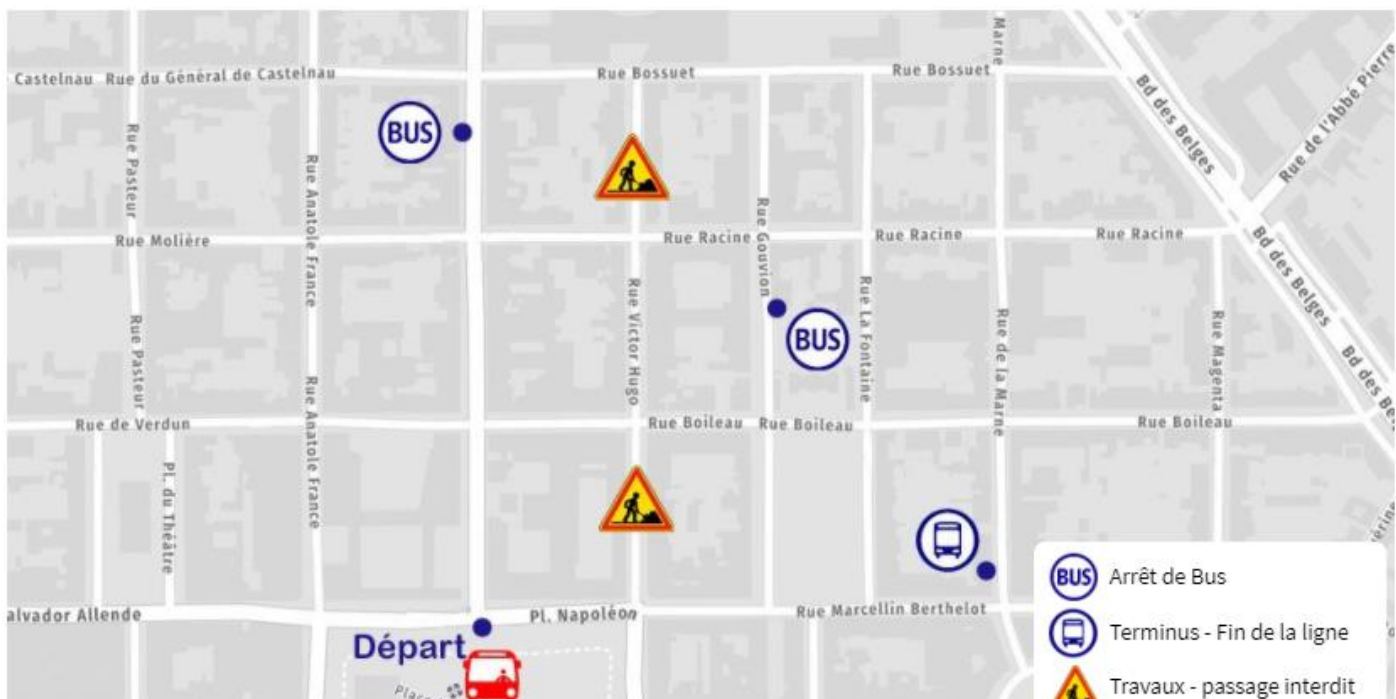 Marne
Castelnau Rue du Général de Castelnau
Rue Bossuet
Rue Bossuet
Bd des Belges
Rue de l'Abbé Pierre
BUS
Rue Pasteur
Rue Anatole France
Rue Gouvion
Rue Molière
Rue Racine
Rue Racine
Rue Racine
Bd des Belges
Rue Pasteur
Rue Victor Hugo
BUS
Rue La Fontaine
Rue de la Marne
Rue Magenta
Bd des
Rue Anatole France
Rue de Verdun
Rue Boileau
Rue Boileau
Rue Boileau
Pl. du Théâtre
alvador Allende
Pl. Napoléon
Rue Marcellin Berthelot
Départ
Place
BUS Arrêt de Bus
Terminus - Fin de la ligne
Travaux - passage interdit